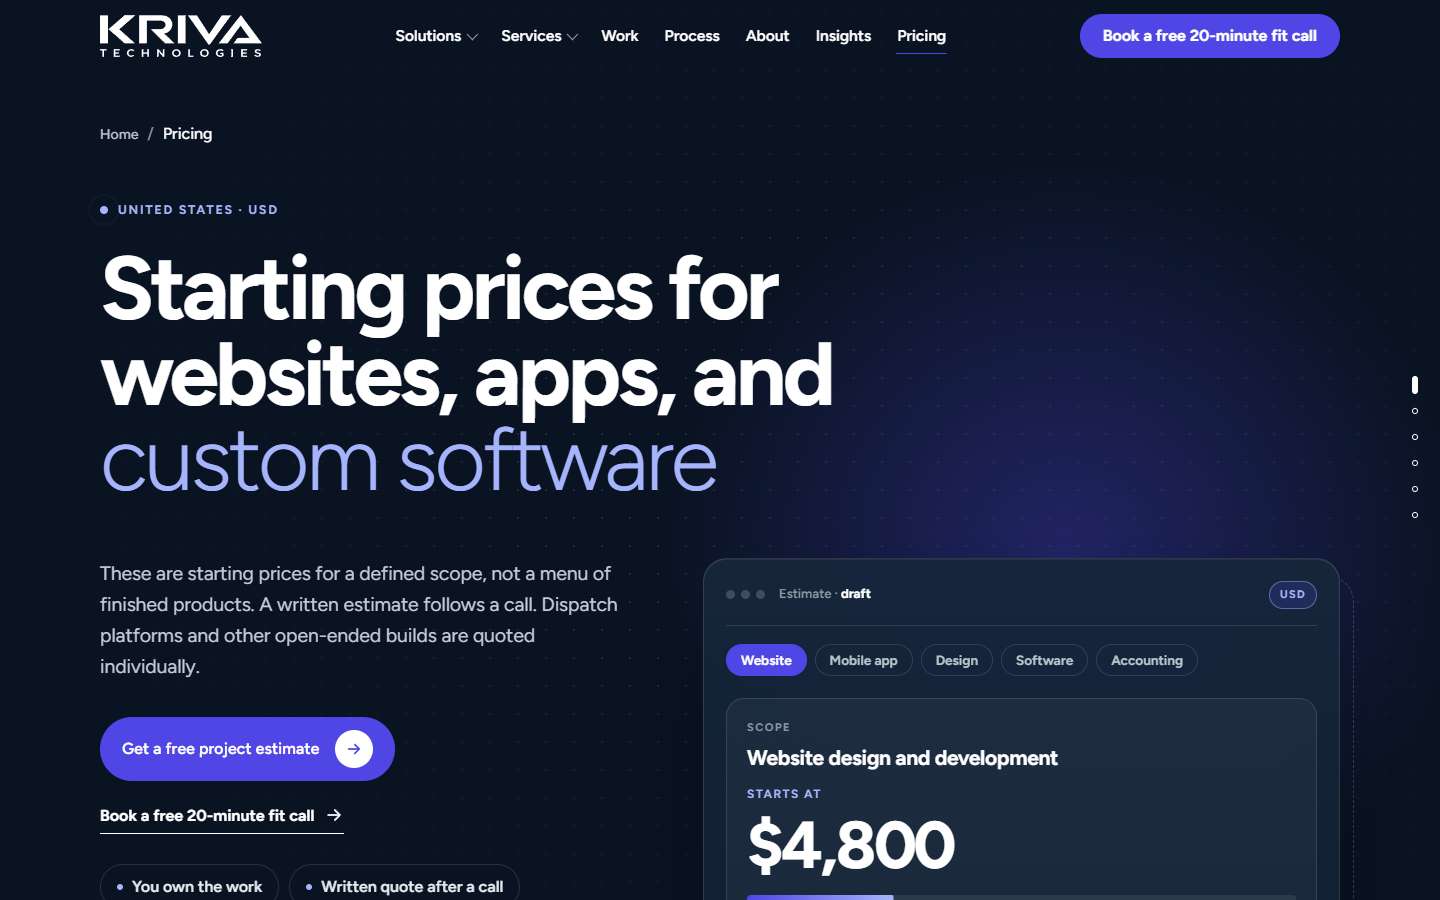 KRIVA
TECHNOLOGIES
Solutions
Services
Work
Process
About
Insights
Pricing
Book a free 20-minute fit call
Home / Pricing
UNITED STATES · USD
Starting prices for
websites, apps, and
custom software
These are starting prices for a defined scope, not a menu of
finished products. A written estimate follows a call. Dispatch
platforms and other open-ended builds are quoted
individually.
Get a free project estimate
Book a free 20-minute fit call
You own the work
Written quote after a call
Estimate · draft
USD
Website
Mobile app
Design
Software
Accounting
SCOPE
Website design and development
STARTS AT
$4,800